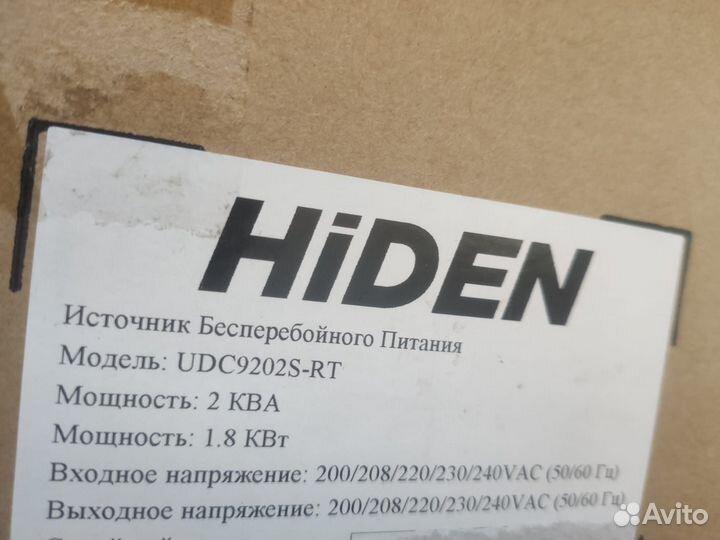 HiDEN
Источник Бесперебойного Питания
Модель: UDC9202S-RT
Мощность: 2 КВА
Мощность: 1.8 КВт
Входное напряжение: 200/208/220/230/240VAC (50/60 Гц)
Выходное напряжение: 200/208/220/230/240VAC (50/60 Гц)
Avito